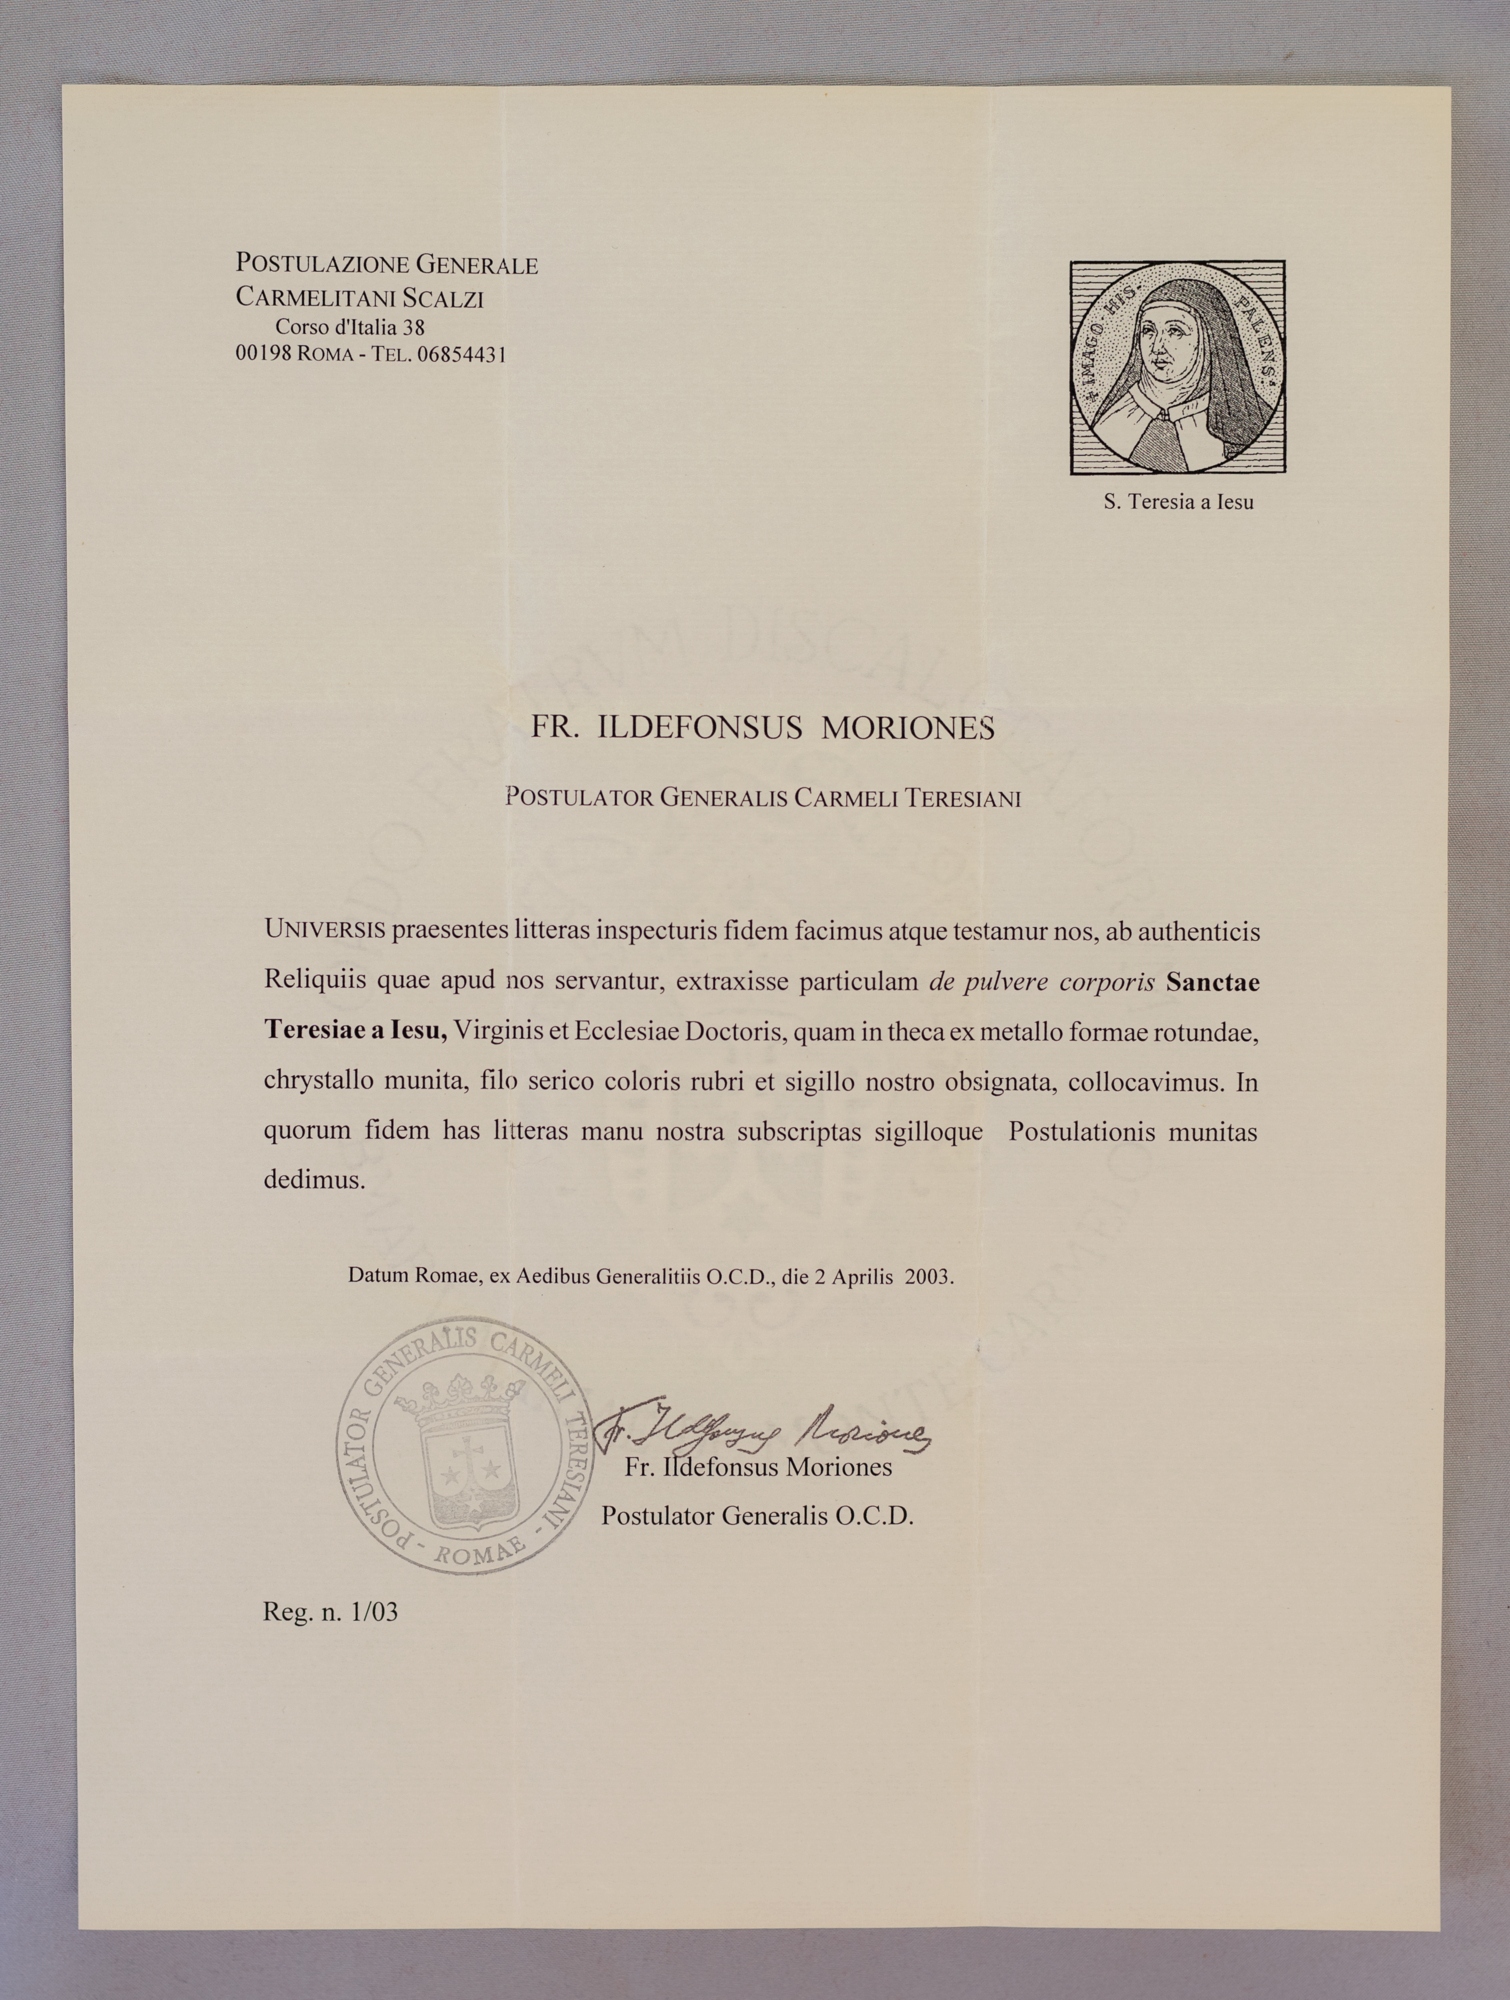 POSTULAZIONE GENERALE
CARMELITANI SCALZI
Corso d'Italia 38
00198 ROMA - TEL. 06854431
+ IMAGO · HIS- PALENS·
S. Teresia a Iesu
FR. ILDEFONSUS MORIONES
POSTULATOR GENERALIS CARMELI TERESIANI
UNIVERSIS praesentes litteras inspecturis fidem facimus atque testamur nos, ab authenticis
Reliquiis quae apud nos servantur, extraxisse particulam de pulvere corporis Sanctae
Teresiae a Iesu, Virginis et Ecclesiae Doctoris, quam in theca ex metallo formae rotundae,
chrystallo munita, filo serico coloris rubri et sigillo nostro obsignata, collocavimus. In
quorum fidem has litteras manu nostra subscriptas sigilloque Postulationis munitas
dedimus.
Datum Romae, ex Aedibus Generalitiis O.C.D., die 2 Aprilis 2003.
POSTULATOR GENERALIS CARMELI TERESIANI - ROMAE -
Fr. Ildefonsus Moriones
Fr. Ildefonsus Moriones
Postulator Generalis O.C.D.
Reg. n. 1/03